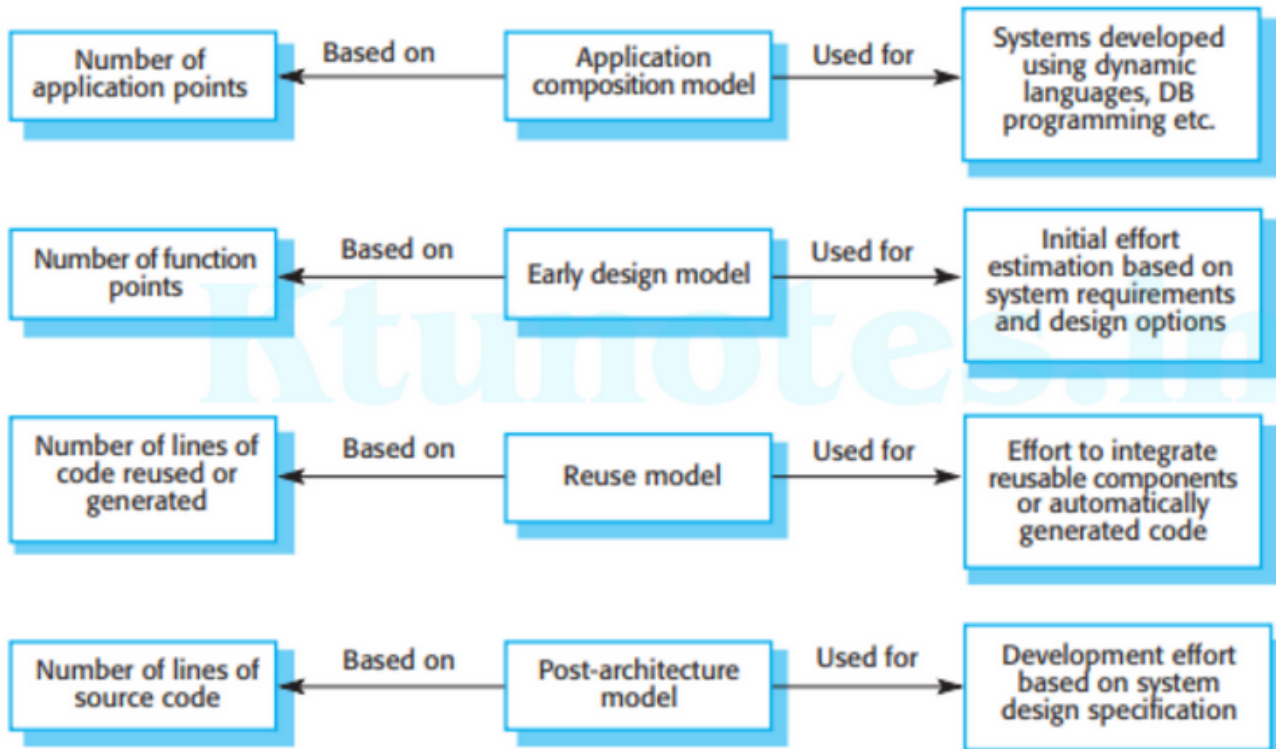 Number of
application points
Based on
Application
composition model
Used for
Systems developed
using dynamic
languages, DB
programming etc.
Number of function
points
Based on
Early design model
Used for
Initial effort
estimation based on
system requirements
and design options
Ktunotes.in
Number of lines of
code reused or
generated
Based on
Reuse model
Used for
Effort to integrate
reusable components
or automatically
generated code
Number of lines of
source code
Based on
Post-architecture
model
Used for
Development effort
based on system
design specification